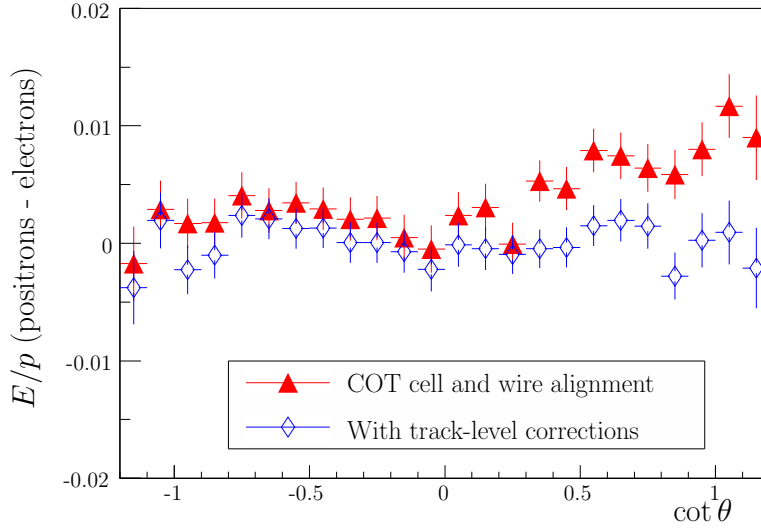 0.02
0.01
0
-0.01
-0.02
E/p (positrons - electrons)
COT cell and wire alignment
With track-level corrections
-1
-0.5
0
0.5
1
cot θ